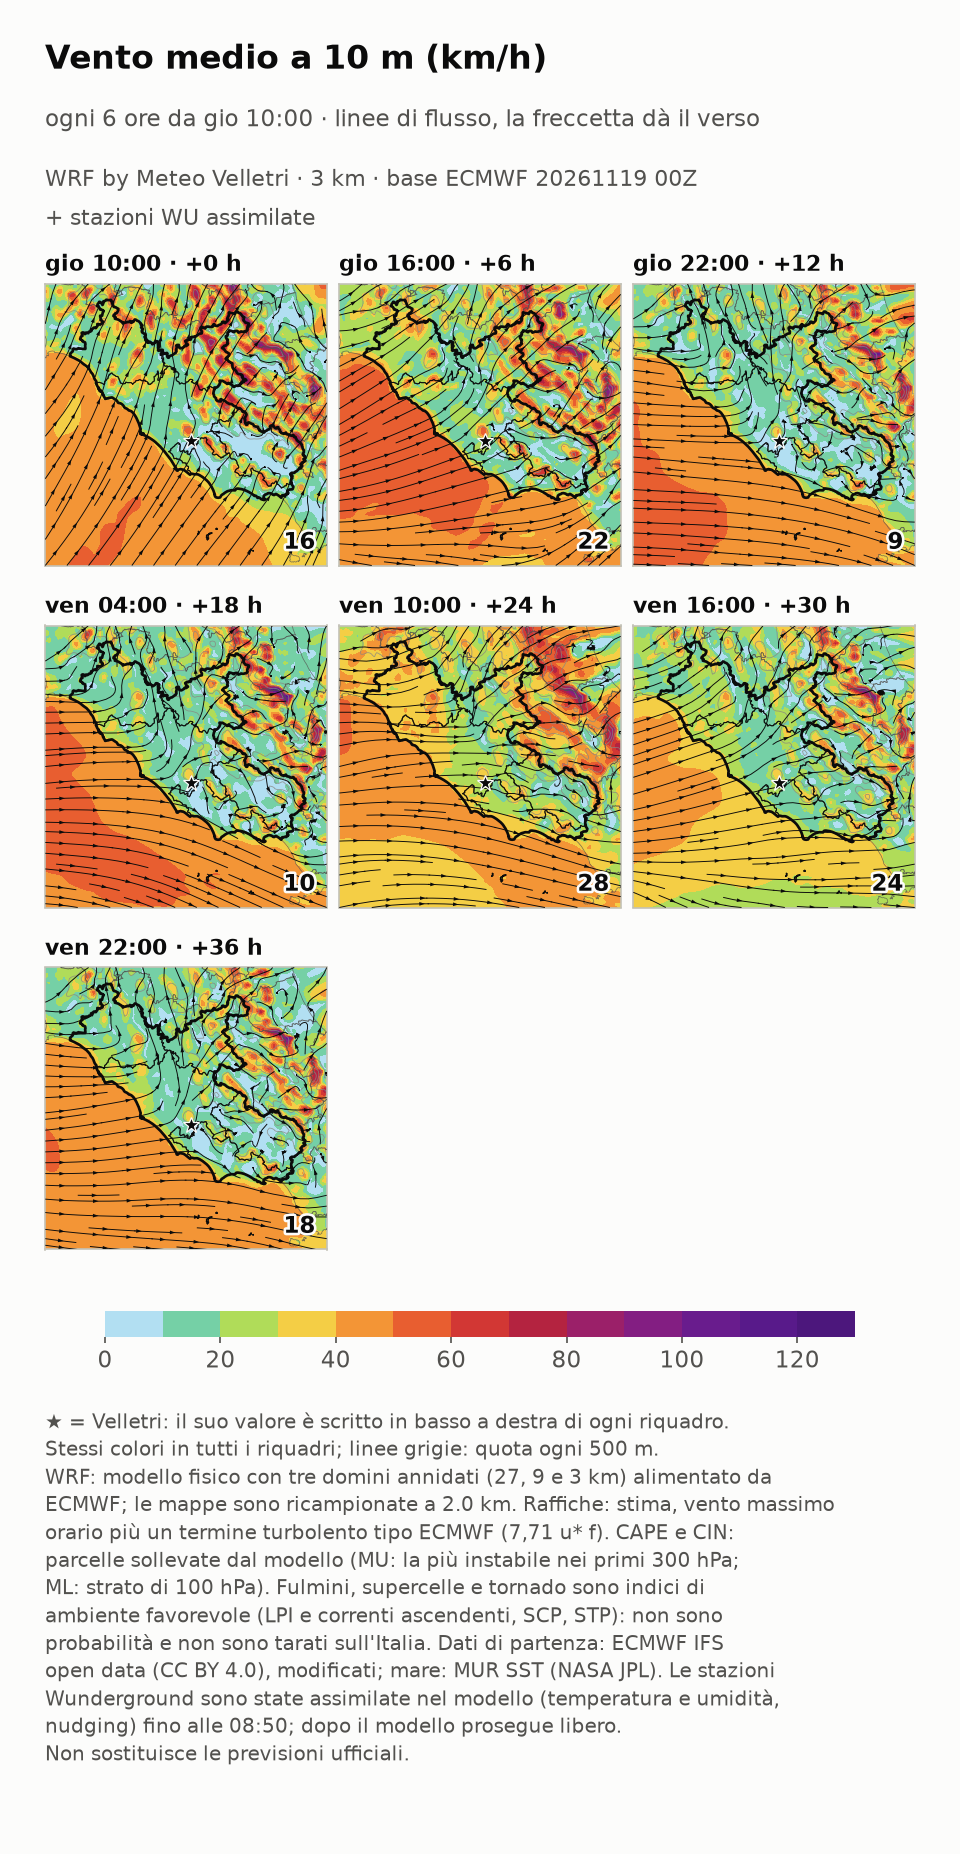 Vento medio a 10 m (km/h)
ogni 6 ore da gio 10:00 · linee di flusso, la freccetta dà il verso
WRF by Meteo Velletri · 3 km · base ECMWF 20261119 00Z
+ stazioni WU assimilate
gio 10:00 · +0 h
gio 16:00 · +6 h
gio 22:00 · +12 h
16
22
9
ven 04:00 · +18 h
ven 10:00 · +24 h
ven 16:00 · +30 h
10
28
24
ven 22:00 · +36 h
18
0 20 40 60 80 100 120
★ = Velletri: il suo valore è scritto in basso a destra di ogni riquadro.
Stessi colori in tutti i riquadri; linee grigie: quota ogni 500 m.
WRF: modello fisico con tre domini annidati (27, 9 e 3 km) alimentato da
ECMWF; le mappe sono ricampionate a 2.0 km. Raffiche: stima, vento massimo
orario più un termine turbolento tipo ECMWF (7,71 u* f). CAPE e CIN:
parcelle sollevate dal modello (MU: la più instabile nei primi 300 hPa;
ML: strato di 100 hPa). Fulmini, supercelle e tornado sono indici di
ambiente favorevole (LPI e correnti ascendenti, SCP, STP): non sono
probabilità e non sono tarati sull'Italia. Dati di partenza: ECMWF IFS
open data (CC BY 4.0), modificati; mare: MUR SST (NASA JPL). Le stazioni
Wunderground sono state assimilate nel modello (temperatura e umidità,
nudging) fino alle 08:50; dopo il modello prosegue libero.
Non sostituisce le previsioni ufficiali.